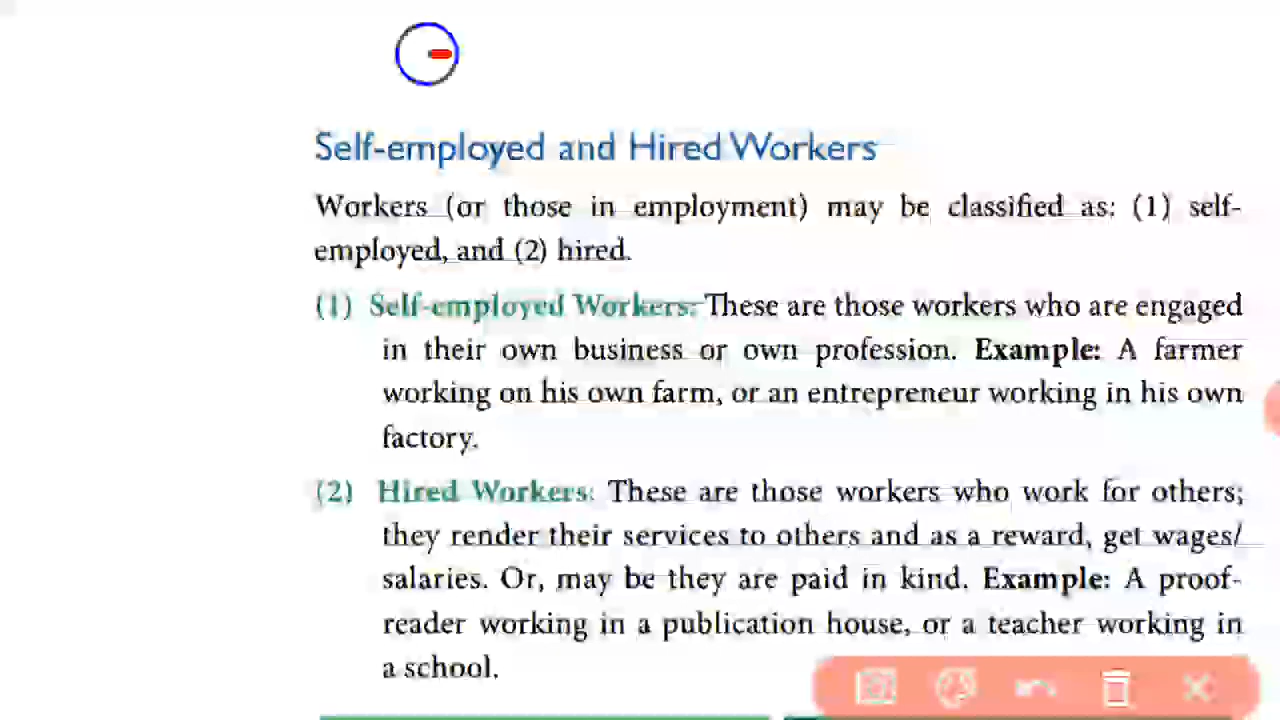 Self-employed and Hired Workers
Workers (or those in employment) may be classified as: (1) self-
employed, and (2) hired.
(1) Self-employed Workers: These are those workers who are engaged
in their own business or own profession. Example: A farmer
working on his own farm, or an entrepreneur working in his own
factory.
(2) Hired Workers: These are those workers who work for others;
they render their services to others and as a reward, get wages/
salaries. Or, may be they are paid in kind. Example: A proof-
reader working in a publication house, or a teacher working in
a school.